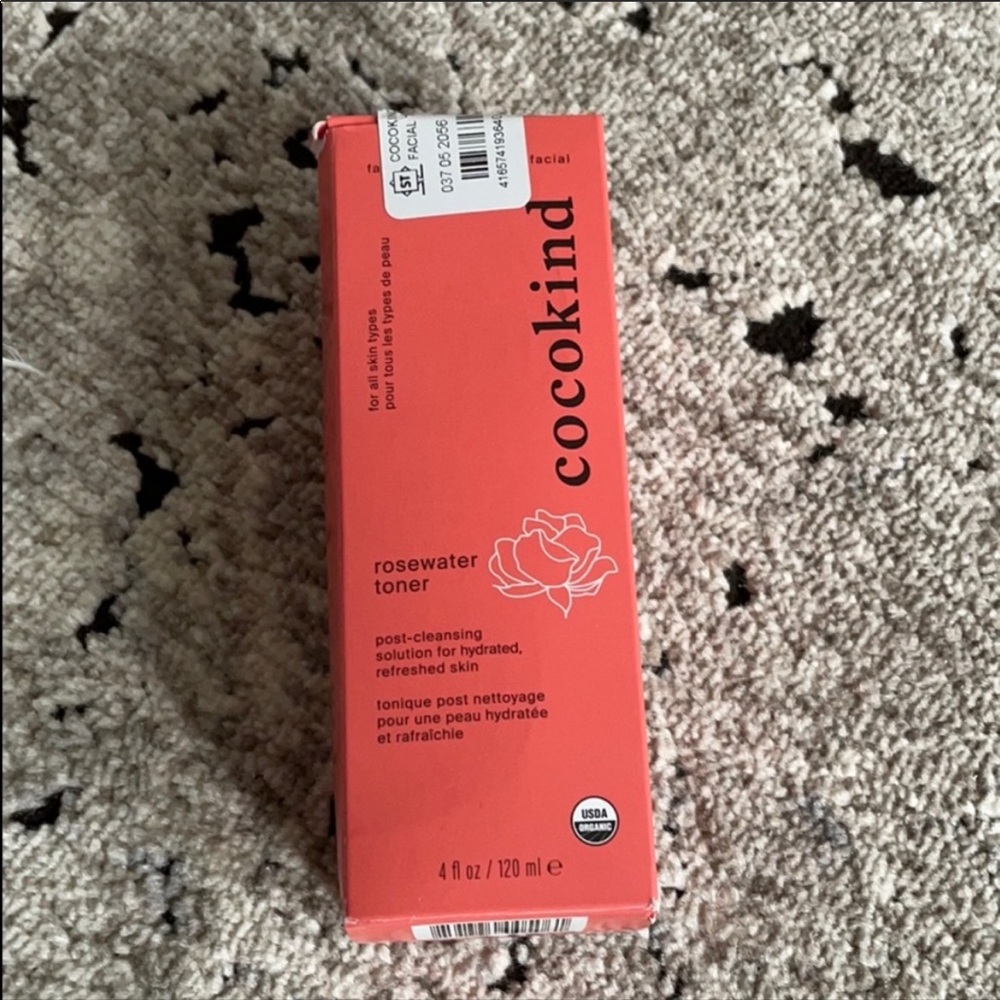 COCOKIN
FACIAL
ST
037 05 2056
facial
for all skin types
pour tous les types de peau
cocokind
rosewater
toner
post-cleansing
solution for hydrated,
refreshed skin
tonique post nettoyage
pour une peau hydratée
et rafraîchie
USDA
ORGANIC
4 fl oz / 120 ml ℮